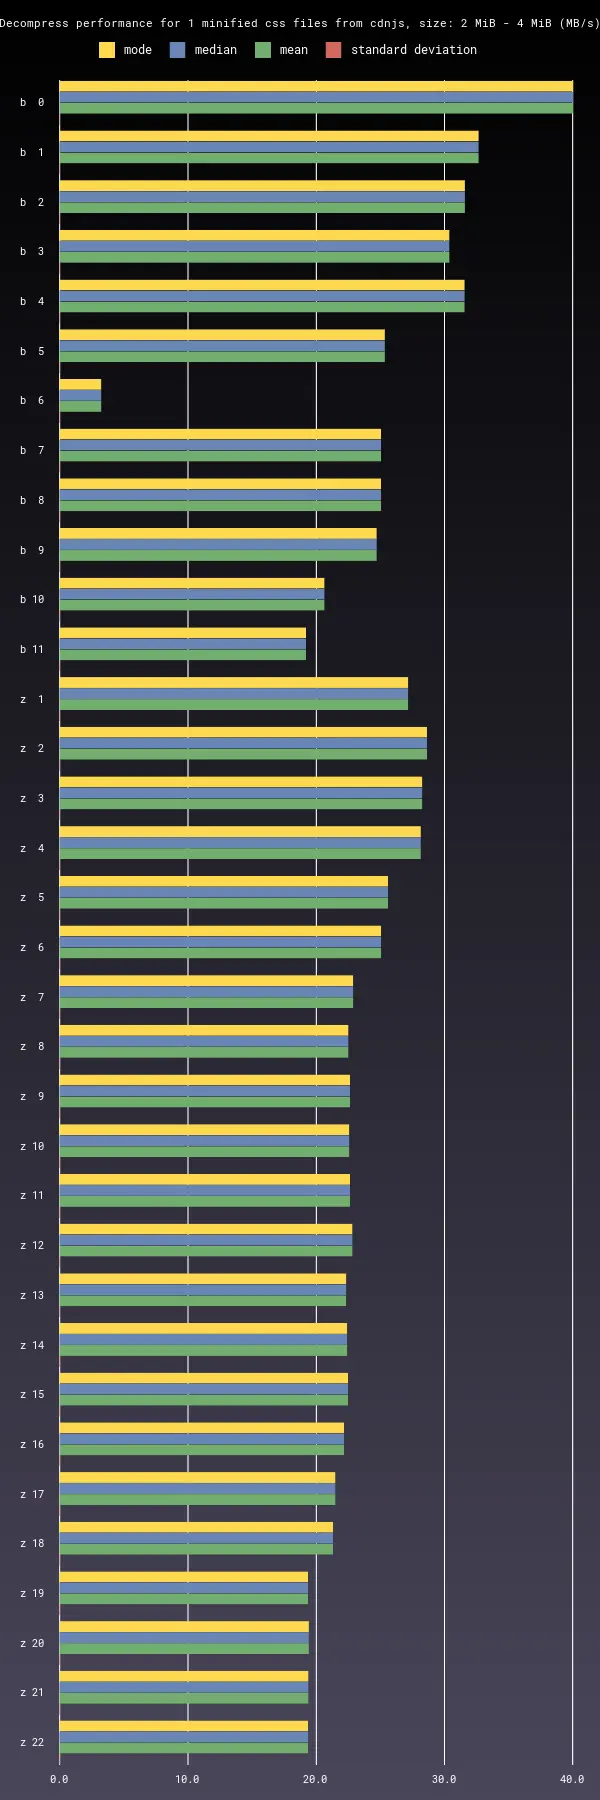 Decompress performance for 1 minified css files from cdnjs, size: 2 MiB - 4 MiB (MB/s)
mode median mean standard deviation
b 0
b 1
b 2
b 3
b 4
b 5
b 6
b 7
b 8
b 9
b 10
b 11
z 1
z 2
z 3
z 4
z 5
z 6
z 7
z 8
z 9
z 10
z 11
z 12
z 13
z 14
z 15
z 16
z 17
z 18
z 19
z 20
z 21
z 22
0.0 10.0 20.0 30.0 40.0